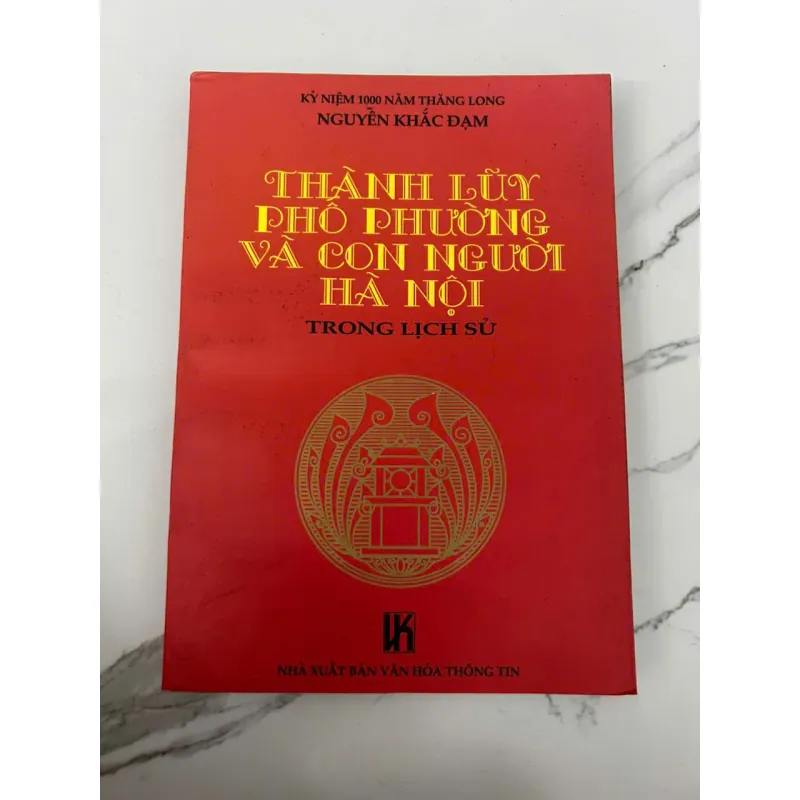 KỶ NIỆM 1000 NĂM THĂNG LONG
NGUYỄN KHẮC ĐẠM
THÀNH LŨY
PHỐ PHƯỜNG
VÀ CON NGƯỜI
HÀ NỘI
TRONG LỊCH SỬ
VK
NHÀ XUẤT BẢN VĂN HÓA THÔNG TIN